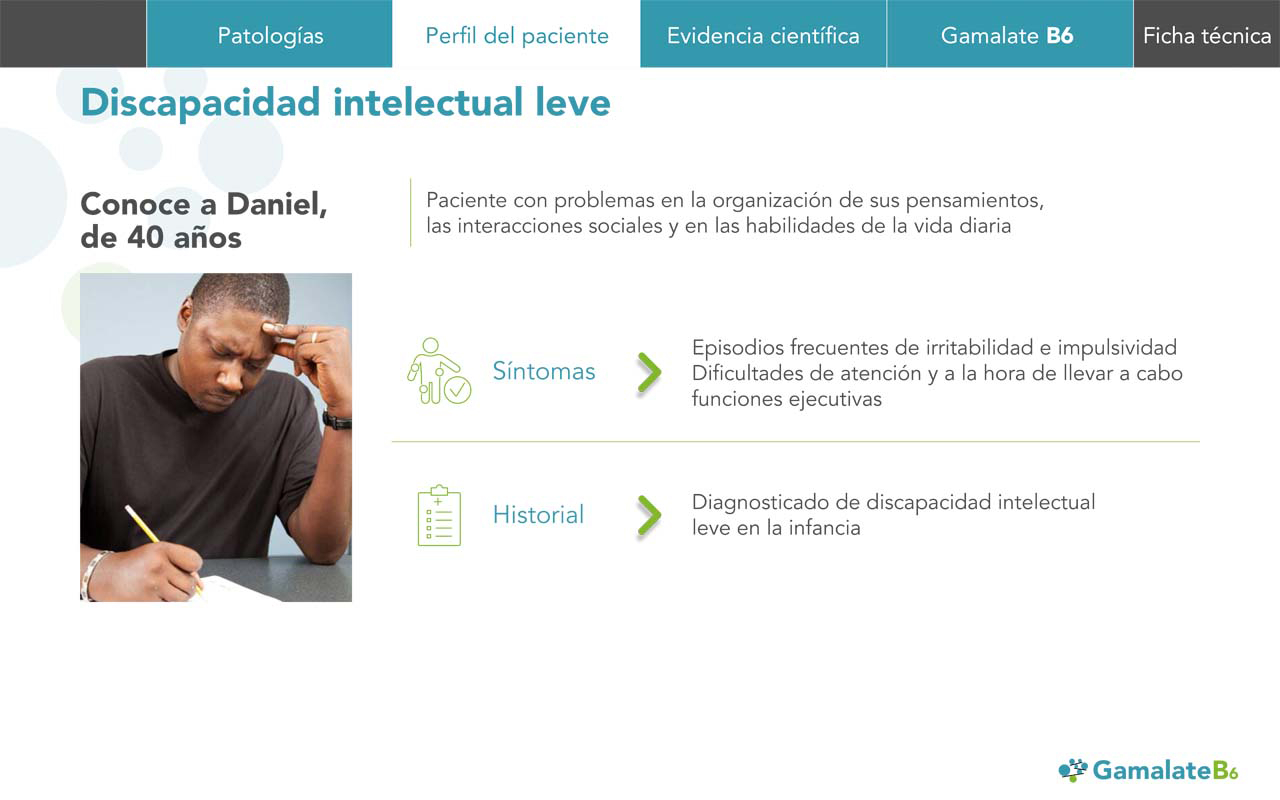 Patologías
Perfil del paciente
Evidencia científica
Gamalate B6
Ficha técnica
Discapacidad intelectual leve
Conoce a Daniel,
de 40 años
Paciente con problemas en la organización de sus pensamientos,
las interacciones sociales y en las habilidades de la vida diaria
Síntomas
Episodios frecuentes de irritabilidad e impulsividad
Dificultades de atención y a la hora de llevar a cabo
funciones ejecutivas
Historial
Diagnosticado de discapacidad intelectual
leve en la infancia
GamalateB6